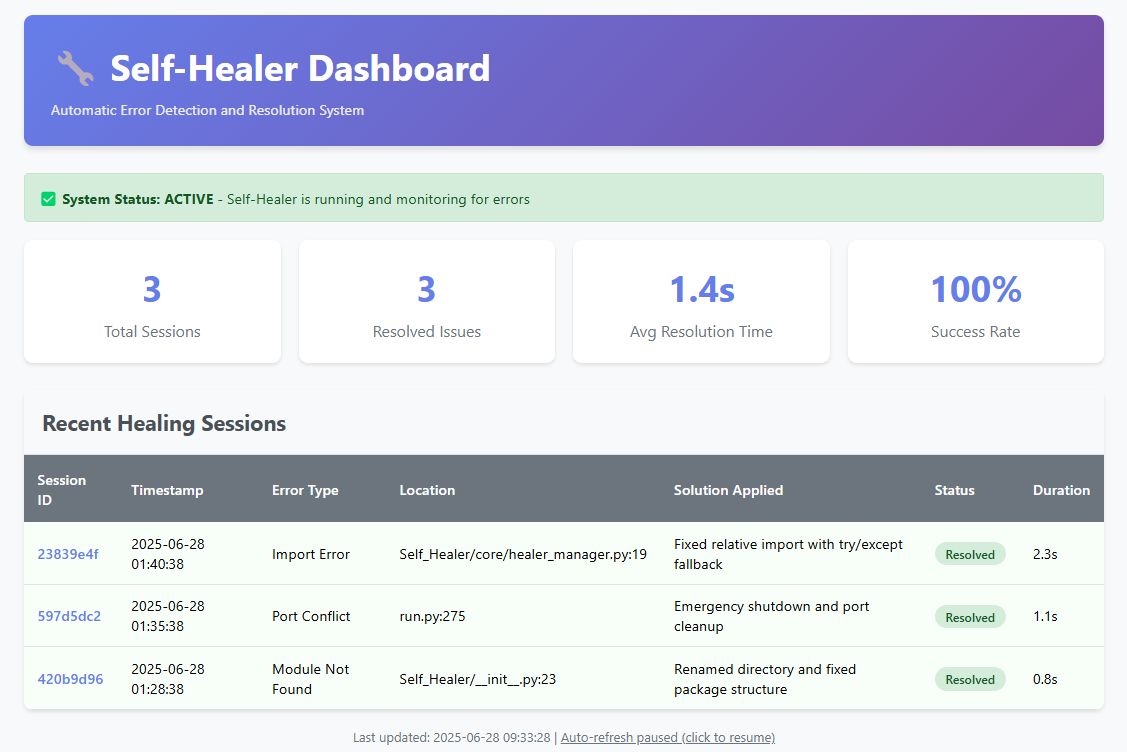 Self-Healer Dashboard
Automatic Error Detection and Resolution System
System Status: ACTIVE - Self-Healer is running and monitoring for errors
3
Total Sessions
3
Resolved Issues
1.4s
Avg Resolution Time
100%
Success Rate
Recent Healing Sessions
Session ID Timestamp Error Type Location Solution Applied Status Duration
23839e4f 2025-06-28 01:40:38 Import Error Self_Healer/core/healer_manager.py:19 Fixed relative import with try/except fallback Resolved 2.3s
597d5dc2 2025-06-28 01:35:38 Port Conflict run.py:275 Emergency shutdown and port cleanup Resolved 1.1s
420b9d96 2025-06-28 01:28:38 Module Not Found Self_Healer/__init__.py:23 Renamed directory and fixed package structure Resolved 0.8s
Last updated: 2025-06-28 09:33:28 | Auto-refresh paused (click to resume)